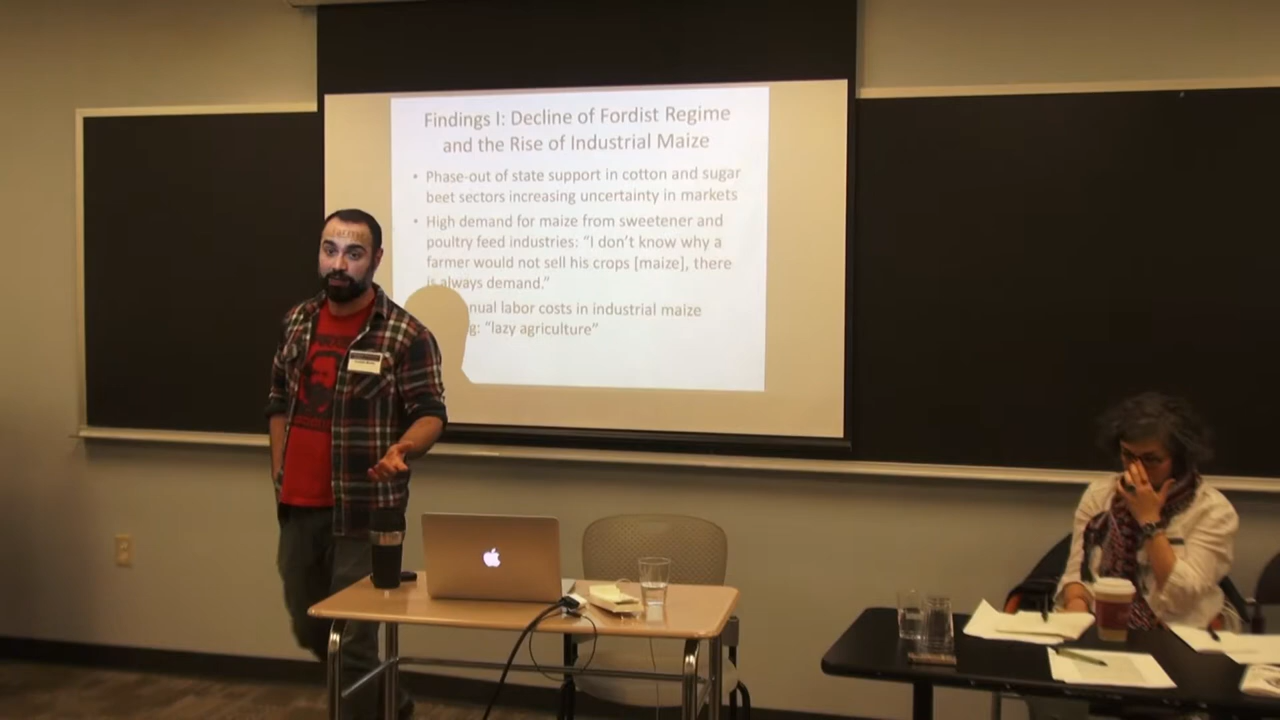 Findings I: Decline of Fordist Regime
and the Rise of Industrial Maize
• Phase-out of state support in cotton and sugar
beet sectors increasing uncertainty in markets
• High demand for maize from sweetener and
poultry feed industries: “I don’t know why a
farmer would not sell his crops [maize], there
is always demand.”
labor costs in industrial maize
“lazy agriculture”